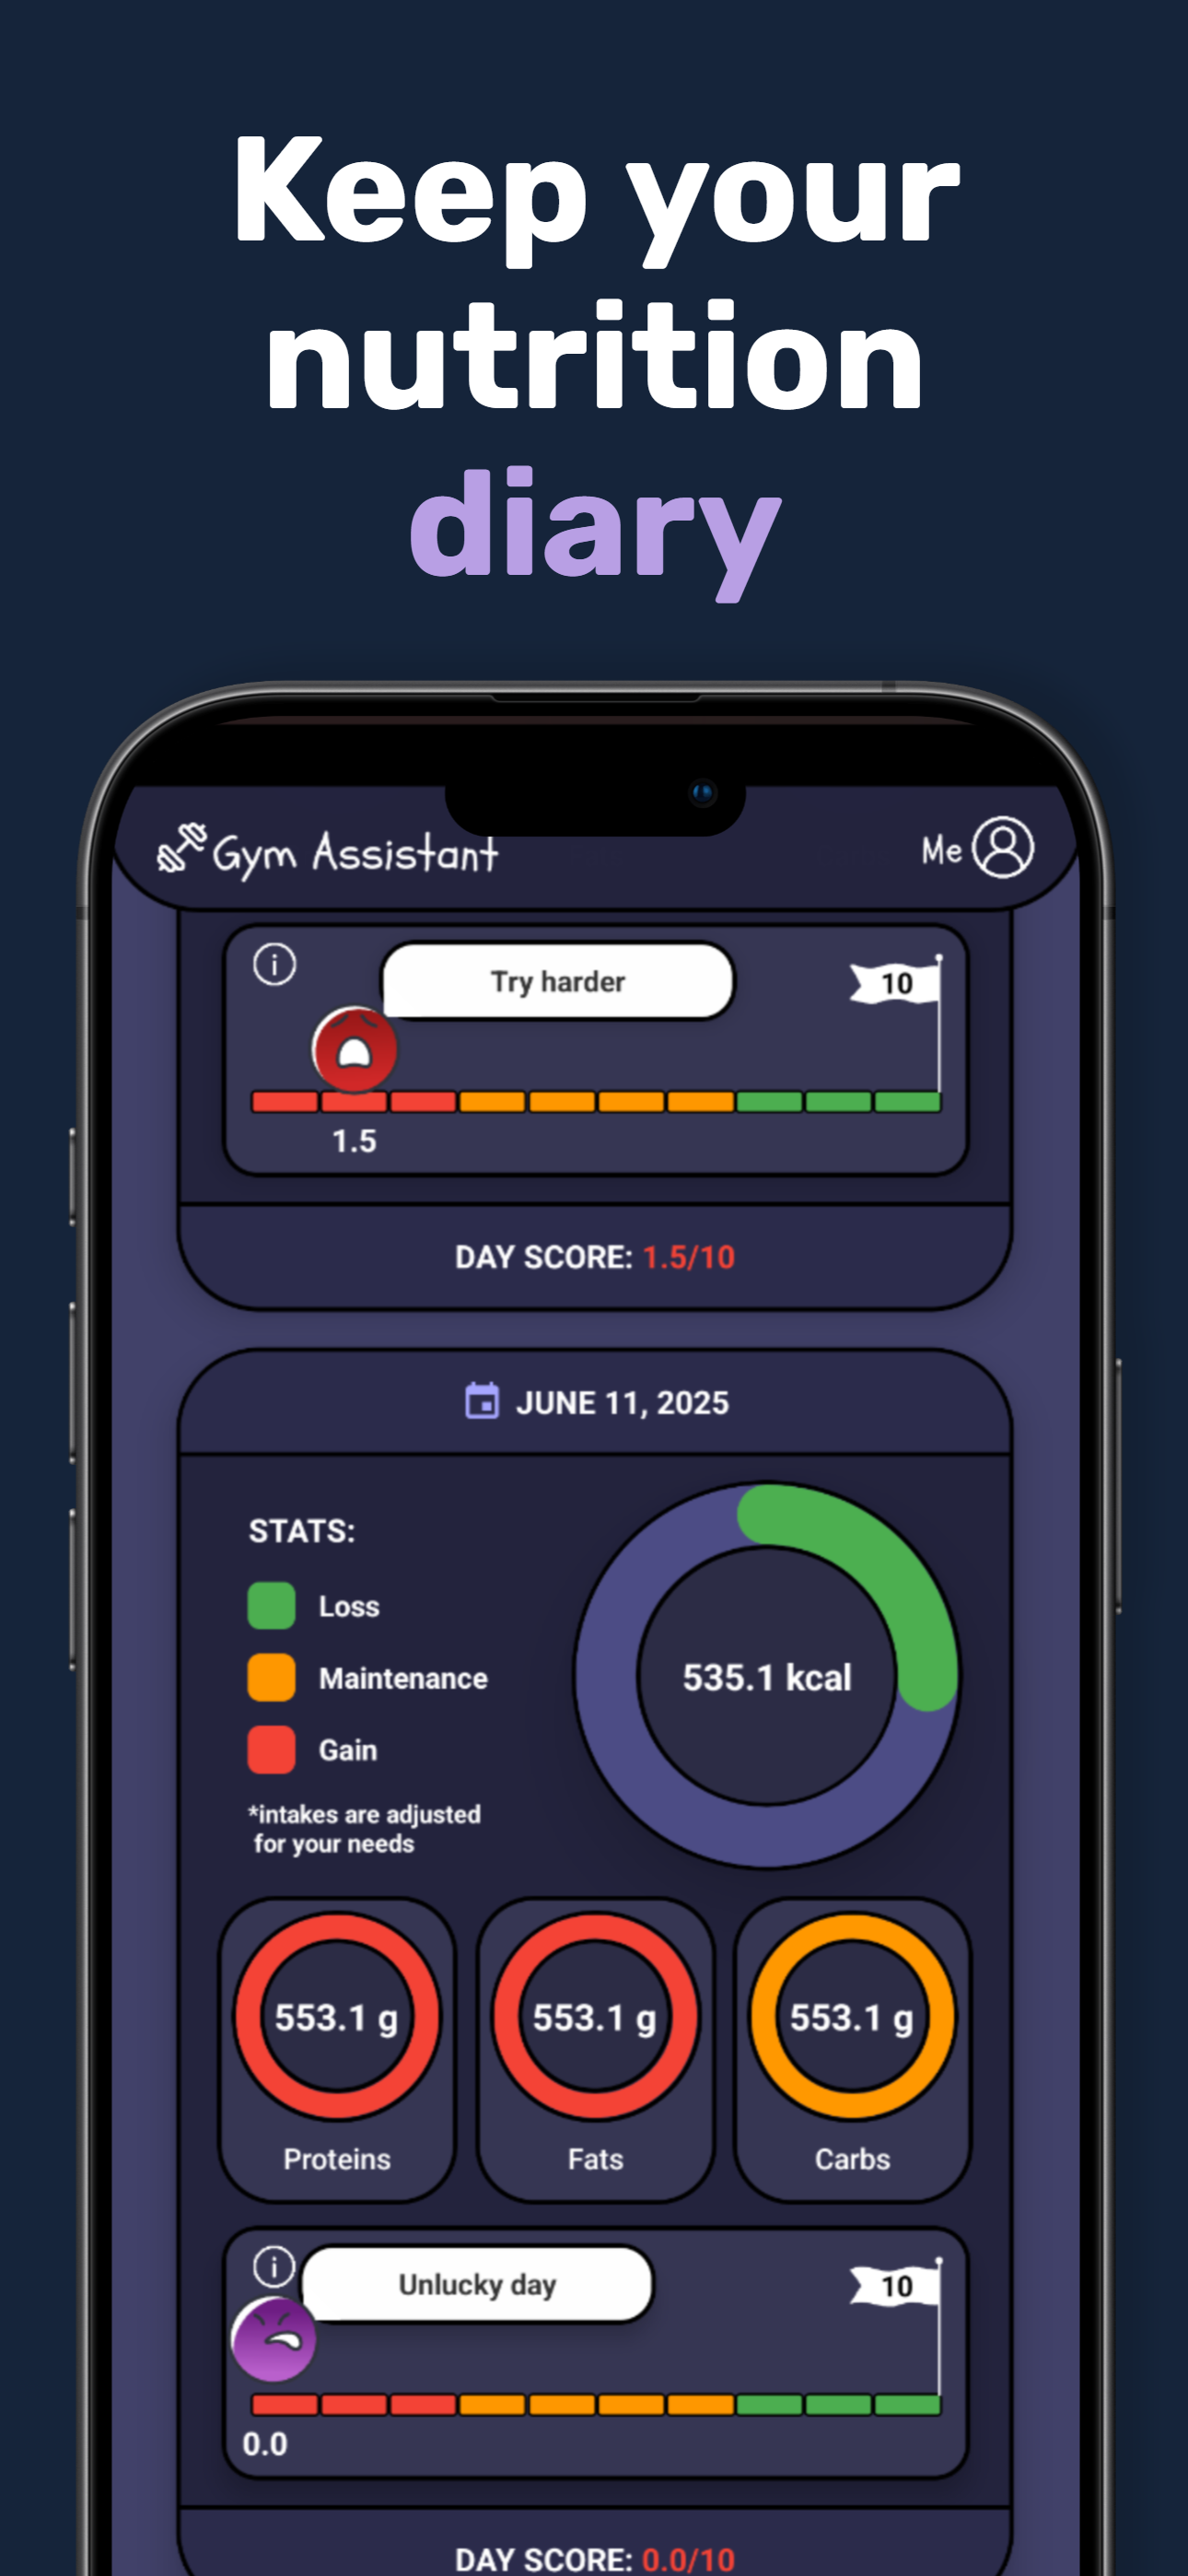 Keep your
nutrition
diary
Gym Assistant
Me
Try harder
10
1.5
DAY SCORE: 1.5/10
JUNE 11, 2025
STATS:
Loss
Maintenance
Gain
*intakes are adjusted
for your needs
535.1 kcal
553.1 g
553.1 g
553.1 g
Proteins
Fats
Carbs
Unlucky day
10
0.0
DAY SCORE: 0.0/10